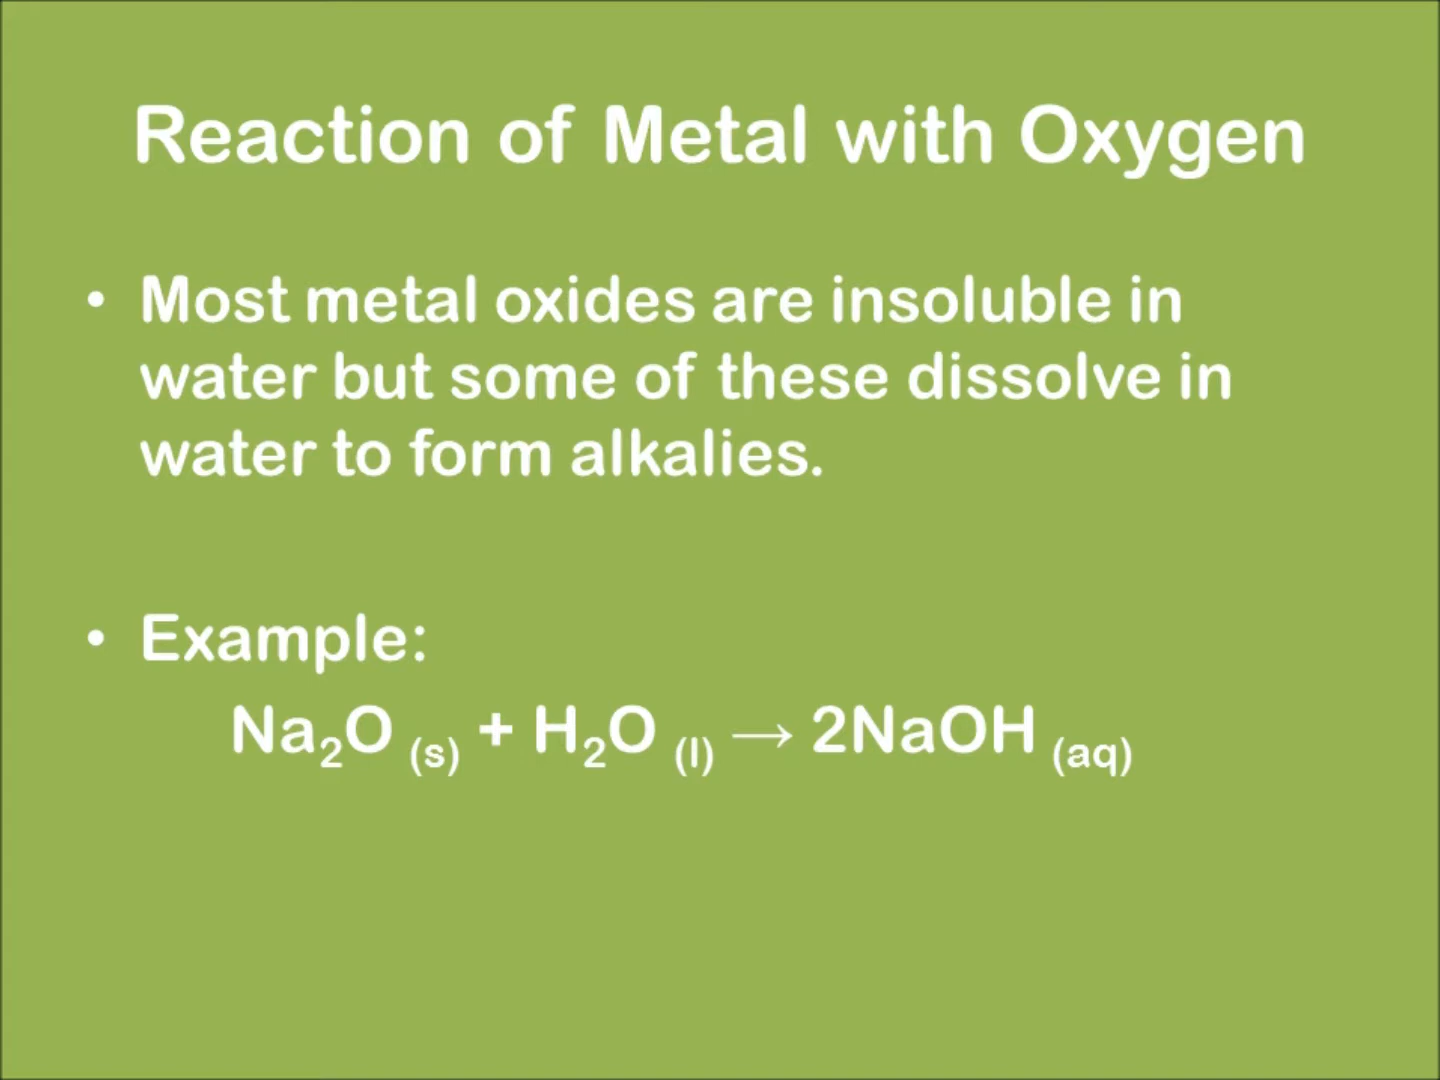 Reaction of Metal with Oxygen
• Most metal oxides are insoluble in
water but some of these dissolve in
water to form alkalies.
• Example:
Na₂O (s) + H₂O (l) → 2NaOH (aq)